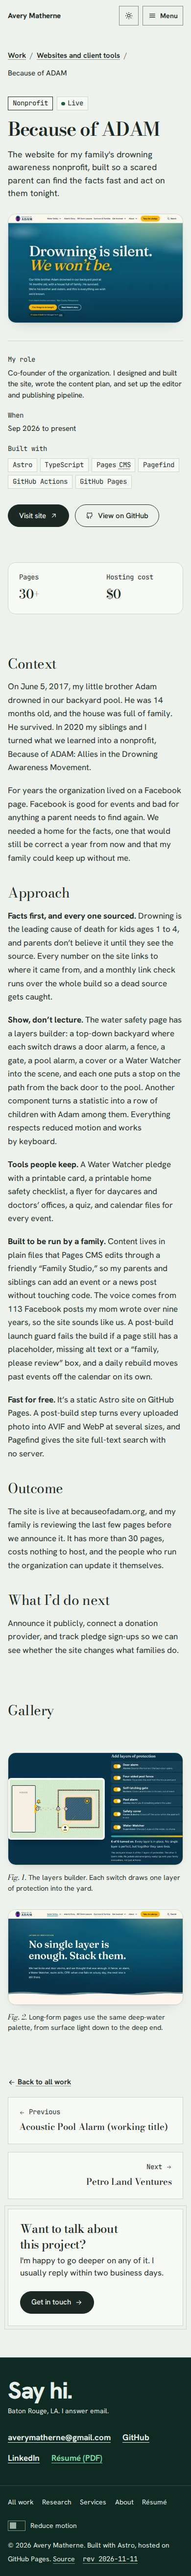 Avery Matherne
Menu
Work / Websites and client tools /
Because of ADAM
Nonprofit
Live
Because of ADAM
The website for my family's drowning
awareness nonprofit, built so a scared
parent can find the facts fast and act on
them tonight.
Drowning is silent.
We won't be.
My role
Co-founder of the organization. I designed and built
the site, wrote the content plan, and set up the editor
and publishing pipeline.
When
Sep 2026 to present
Built with
Astro
TypeScript
Pages CMS
Pagefind
GitHub Actions
GitHub Pages
Visit site ↗
View on GitHub
Pages
30+
Hosting cost
$0
Context
On June 5, 2017, my little brother Adam
drowned in our backyard pool. He was 14
months old, and the house was full of family. He
survived. In 2020 my siblings and I
turned what we learned into a nonprofit,
Because of ADAM: Allies in the Drowning
Awareness Movement.
For years the organization lived on a Facebook
page. Facebook is good for events and bad for
anything a parent needs to find again. We
needed a home for the facts, one that would
still be correct a year from now and that my
family could keep up without me.
Approach
Facts first, and every one sourced. Drowning is
the leading cause of death for kids ages 1 to 4,
and parents don't believe it until they see the
source. Every number on the site links to
where it came from, and a monthly link check
runs over the whole build so a dead source
gets caught.
Show, don't lecture. The water safety page has
a layers builder: a top-down backyard where
each switch draws a door alarm, a fence, a
gate, a pool alarm, a cover or a Water Watcher
into the scene, and each one puts a stop on the
path from the back door to the pool. Another
component turns a statistic into a row of
children with Adam among them. Everything
respects reduced motion and works
by keyboard.
Tools people keep. A Water Watcher pledge
with a printable card, a printable home
safety checklist, a flyer for daycares and
doctors' offices, a quiz, and calendar files for
every event.
Built to be run by a family. Content lives in
plain files that Pages CMS edits through a
friendly "Family Studio," so my parents and
siblings can add an event or a news post
without touching code. The voice comes from
113 Facebook posts my mom wrote over nine
years, so the site sounds like us. A post-build
launch guard fails the build if a page still has a
placeholder, missing alt text or a "family,
please review" box, and a daily rebuild moves
past events off the calendar on its own.
Fast for free. It's a static Astro site on GitHub
Pages. A post-build step turns every uploaded
photo into AVIF and WebP at several sizes, and
Pagefind gives the site full-text search with
no server.
Outcome
The site is live at becauseofadam.org, and my
family is reviewing the last few pages before
we announce it. It has more than 30 pages,
costs nothing to host, and the people who run
the organization can update it themselves.
What I'd do next
Announce it publicly, connect a donation
provider, and track pledge sign-ups so we can
see whether the site changes what families do.
Gallery
Add layers of protection
Fig. 1. The layers builder. Each switch draws one layer
of protection into the yard.
No single layer is
enough. Stack them.
Fig. 2. Long-form pages use the same deep-water
palette, from surface light down to the deep end.
← Back to all work
← Previous
Acoustic Pool Alarm (working title)
Next →
Petro Land Ventures
Want to talk about
this project?
I'm happy to go deeper on any of it. I
usually reply within two business days.
Get in touch →
Say hi.
Baton Rouge, LA. I answer email.
averymatherne@gmail.com
GitHub
LinkedIn
Résumé (PDF)
All work
Research
Services
About
Résumé
Reduce motion
© 2026 Avery Matherne. Built with Astro, hosted on
GitHub Pages. Source
rev 2026-11-11